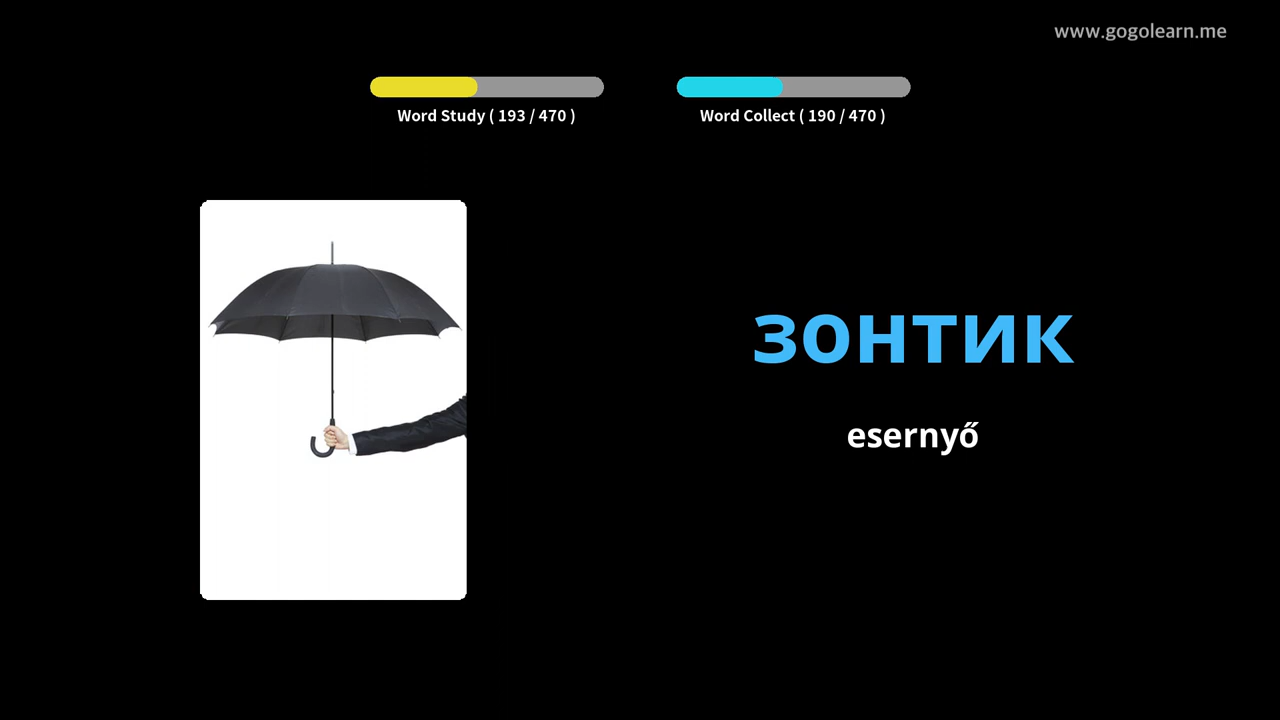 www.gogolearn.me
Word Study ( 193 / 470 )
Word Collect ( 190 / 470 )
зонтик
esernyő